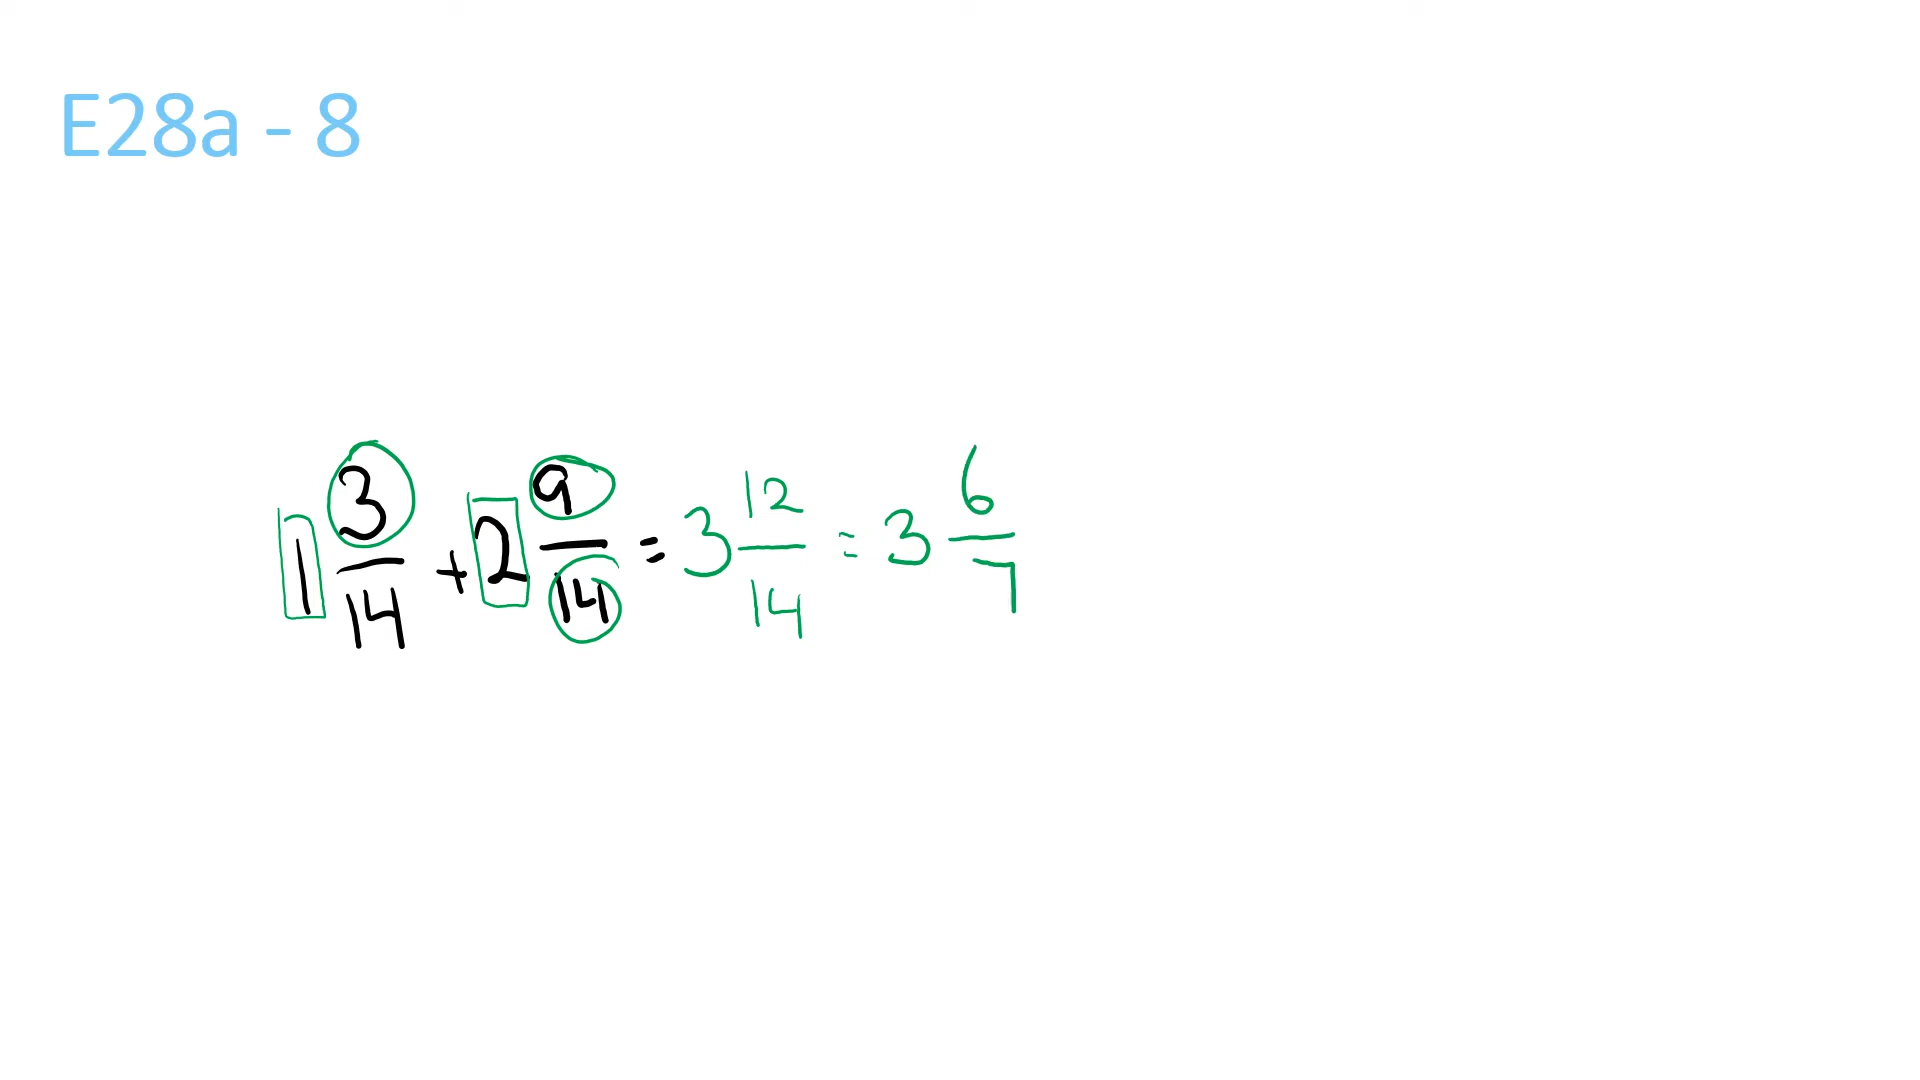 E28a - 8
1 3/14 + 2 9/14 = 3 12/14 = 3 6/7